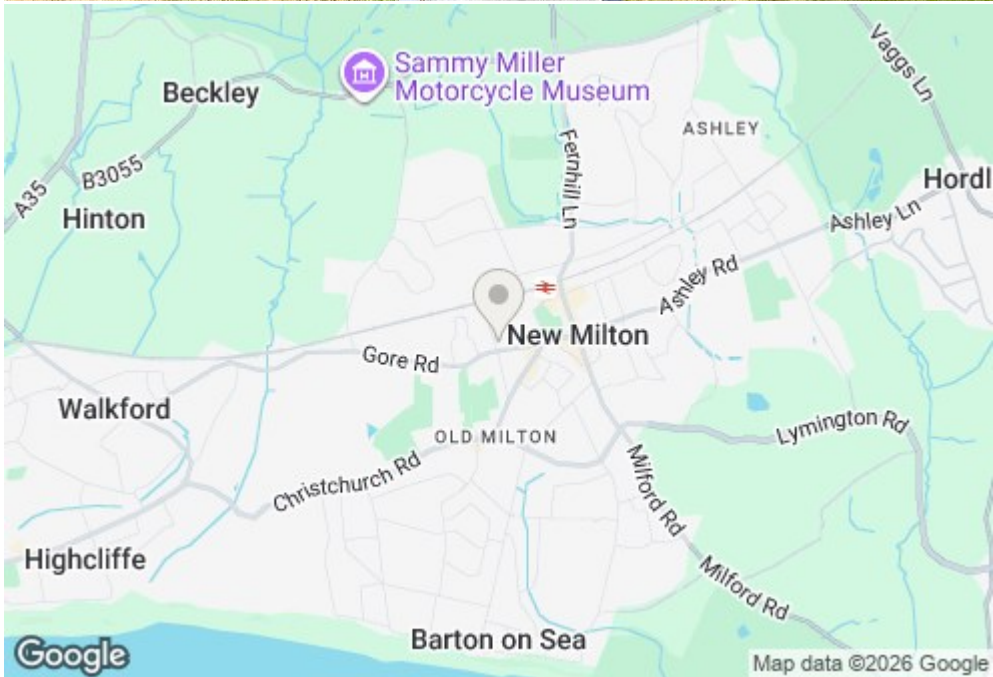 Sammy Miller
Motorcycle Museum
Beckley
Vaggs Ln
ASHLEY
Fernhill Ln
B3055
A35
Hordl
Hinton
Ashley Ln
Ashley Rd
New Milton
Gore Rd
Walkford
OLD MILTON
Lymington Rd
Christchurch Rd
Milford Rd
Highcliffe
Milford Rd
Barton on Sea
Google
Map data ©2026 Google